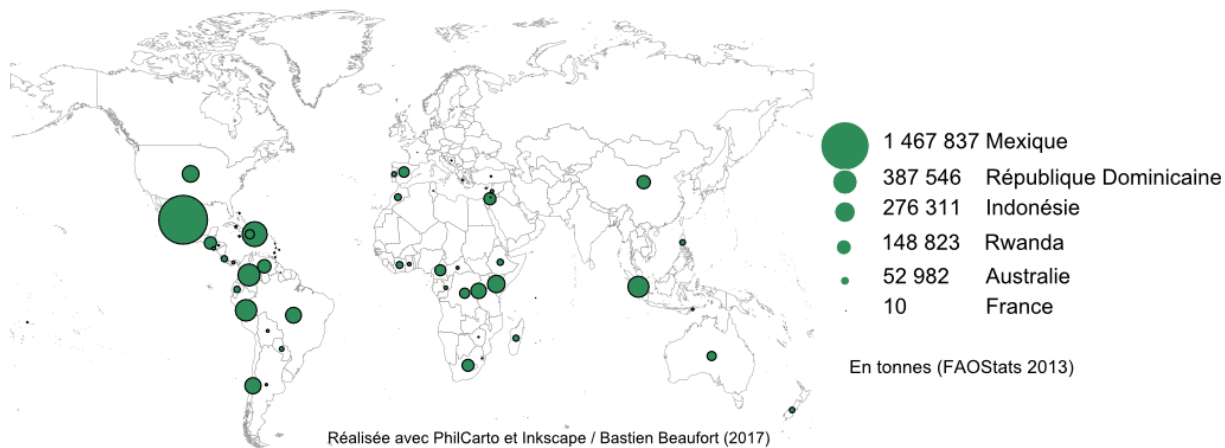 1 467 837 Mexique
387 546 République Dominicaine
276 311 Indonésie
148 823 Rwanda
52 982 Australie
10 France
En tonnes (FAOStats 2013)
Réalisée avec PhilCarto et Inkscape / Bastien Beaufort (2017)